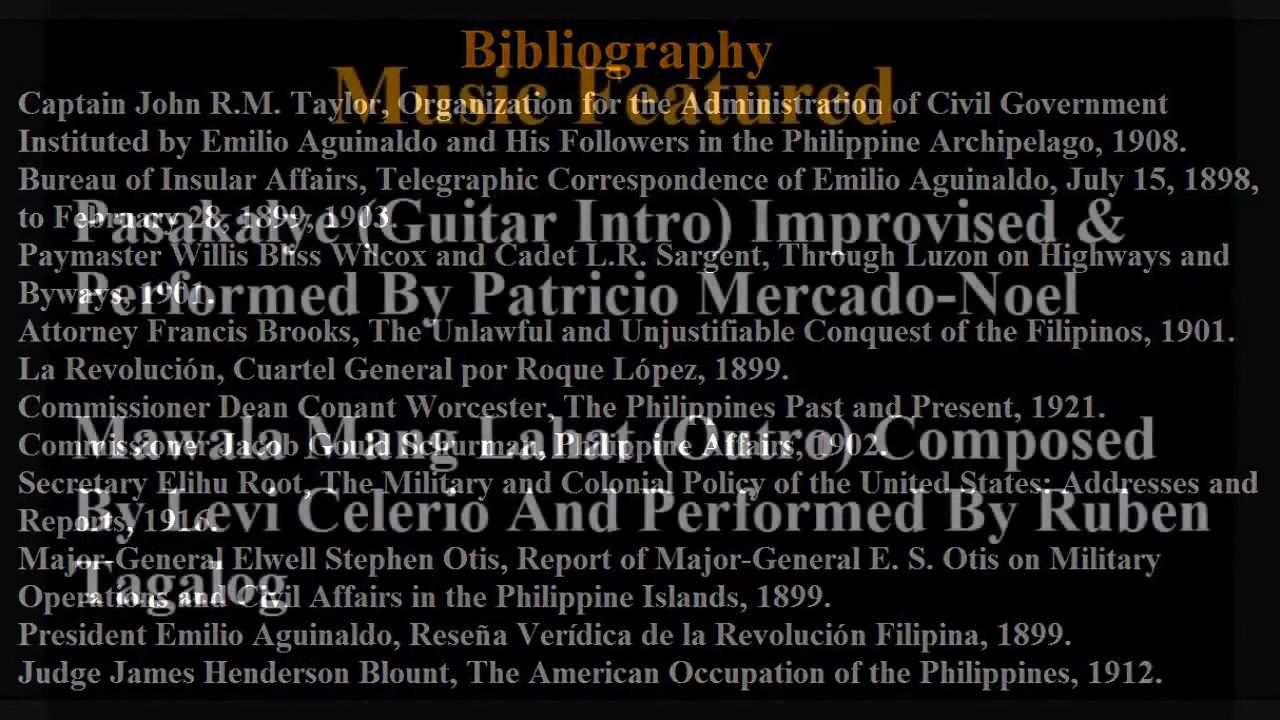 Bibliography
Music Featured
Captain John R.M. Taylor, Organization for the Administration of Civil Government
Instituted by Emilio Aguinaldo and His Followers in the Philippine Archipelago, 1908.
Bureau of Insular Affairs, Telegraphic Correspondence of Emilio Aguinaldo, July 15, 1898,
to February 28, 1899, 1903.
Pasakalye (Guitar Intro) Improvised &
Paymaster Willis Bliss Wilcox and Cadet L.R. Sargent, Through Luzon on Highways and
Byways, 1901.
Performed By Patricio Mercado-Noel
Attorney Francis Brooks, The Unlawful and Unjustifiable Conquest of the Filipinos, 1901.
La Revolución, Cuartel General por Roque López, 1899.
Commissioner Dean Conant Worcester, The Philippines Past and Present, 1921.
Commissioner Jacob Gould Schurman, Philippine Affairs, 1902.
Mawala Mang Lahat (Outro) Composed
Secretary Elihu Root, The Military and Colonial Policy of the United States: Addresses and
Reports, 1916.
By Levi Celerio And Performed By Ruben
Major-General Elwell Stephen Otis, Report of Major-General E. S. Otis on Military
Tagalog
Operations and Civil Affairs in the Philippine Islands, 1899.
President Emilio Aguinaldo, Reseña Verídica de la Revolución Filipina, 1899.
Judge James Henderson Blount, The American Occupation of the Philippines, 1912.